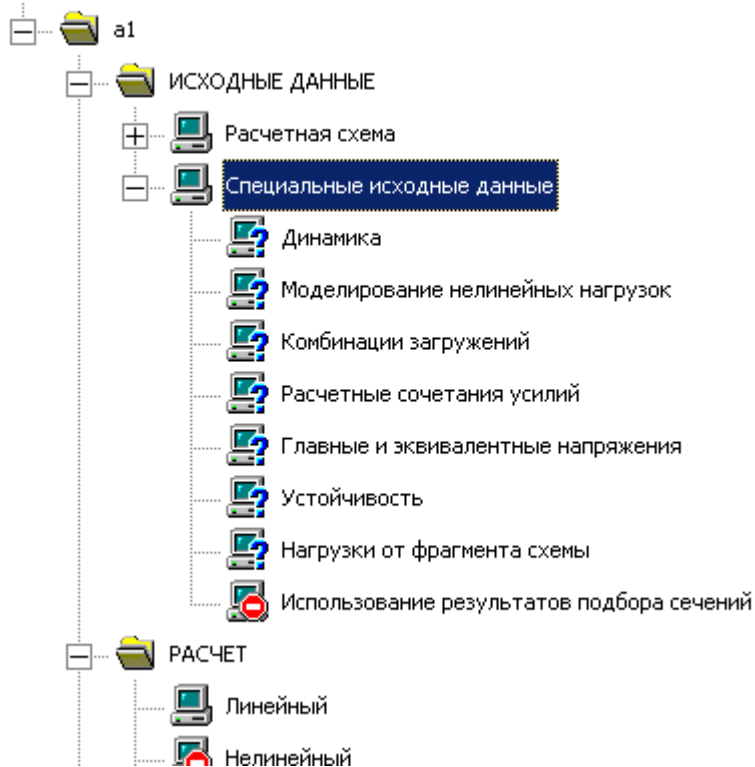 a1
ИСХОДНЫЕ ДАННЫЕ
Расчетная схема
Специальные исходные данные
Динамика
Моделирование нелинейных нагрузок
Комбинации загружений
Расчетные сочетания усилий
Главные и эквивалентные напряжения
Устойчивость
Нагрузки от фрагмента схемы
Использование результатов подбора сечений
РАСЧЕТ
Линейный
Нелинейный